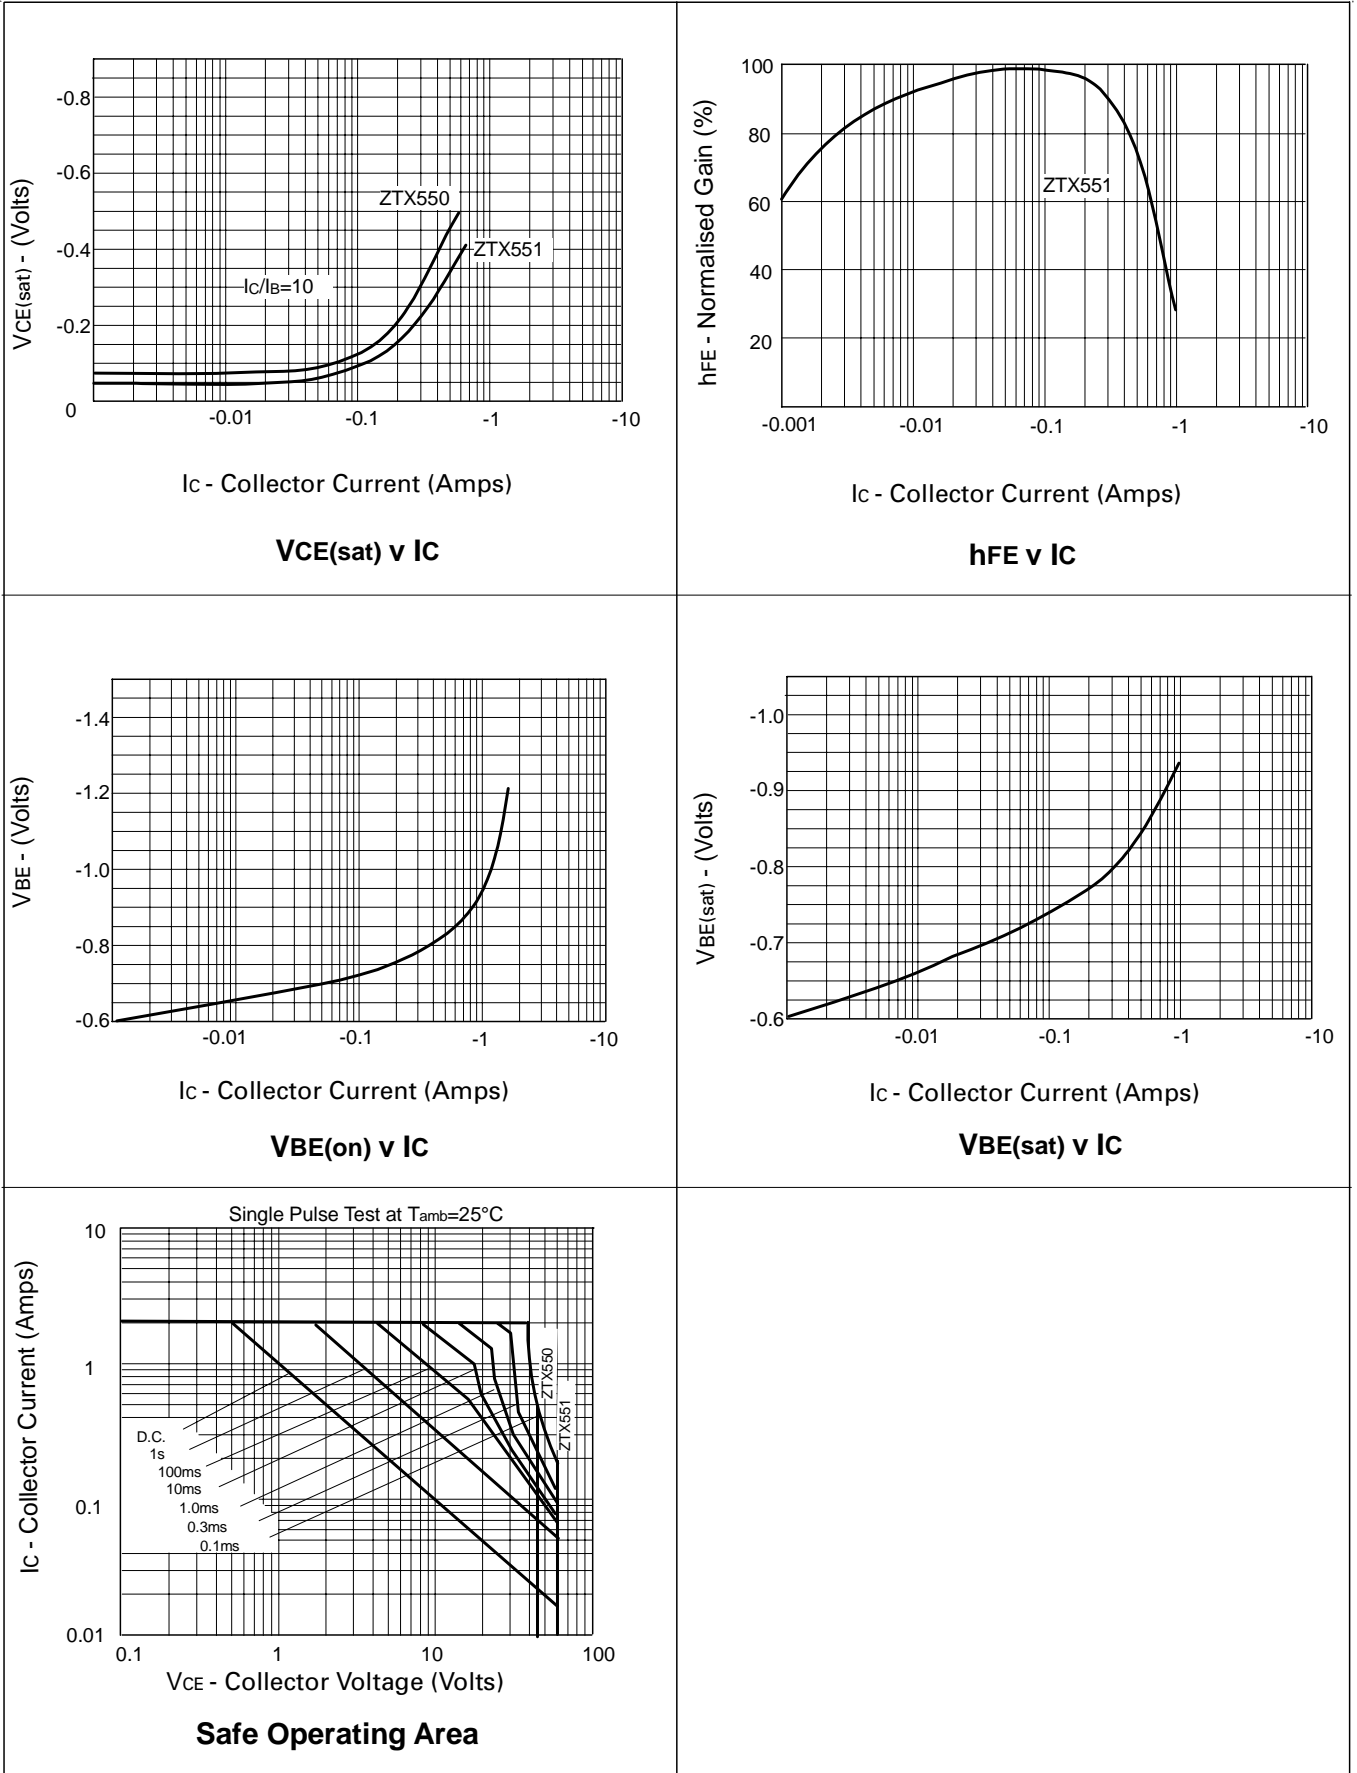 -0.8
-0.6
-0.4
-0.2
0
VCE(sat) - (Volts)
ZTX550
ZTX551
IC/IB=10
-0.01
-0.1
-1
-10
IC - Collector Current (Amps)
VCE(sat) v IC
100
80
60
40
20
hFE - Normalised Gain (%)
ZTX551
-0.001
-0.01
-0.1
-1
-10
IC - Collector Current (Amps)
hFE v IC
-1.4
-1.2
-1.0
-0.8
-0.6
VBE - (Volts)
-0.01
-0.1
-1
-10
IC - Collector Current (Amps)
VBE(on) v IC
-1.0
-0.9
-0.8
-0.7
-0.6
VBE(sat) - (Volts)
-0.01
-0.1
-1
-10
IC - Collector Current (Amps)
VBE(sat) v IC
Single Pulse Test at Tamb=25°C
10
1
0.1
0.01
IC - Collector Current (Amps)
ZTX550
ZTX551
D.C.
1s
100ms
10ms
1.0ms
0.3ms
0.1ms
0.1
1
10
100
VCE - Collector Voltage (Volts)
Safe Operating Area